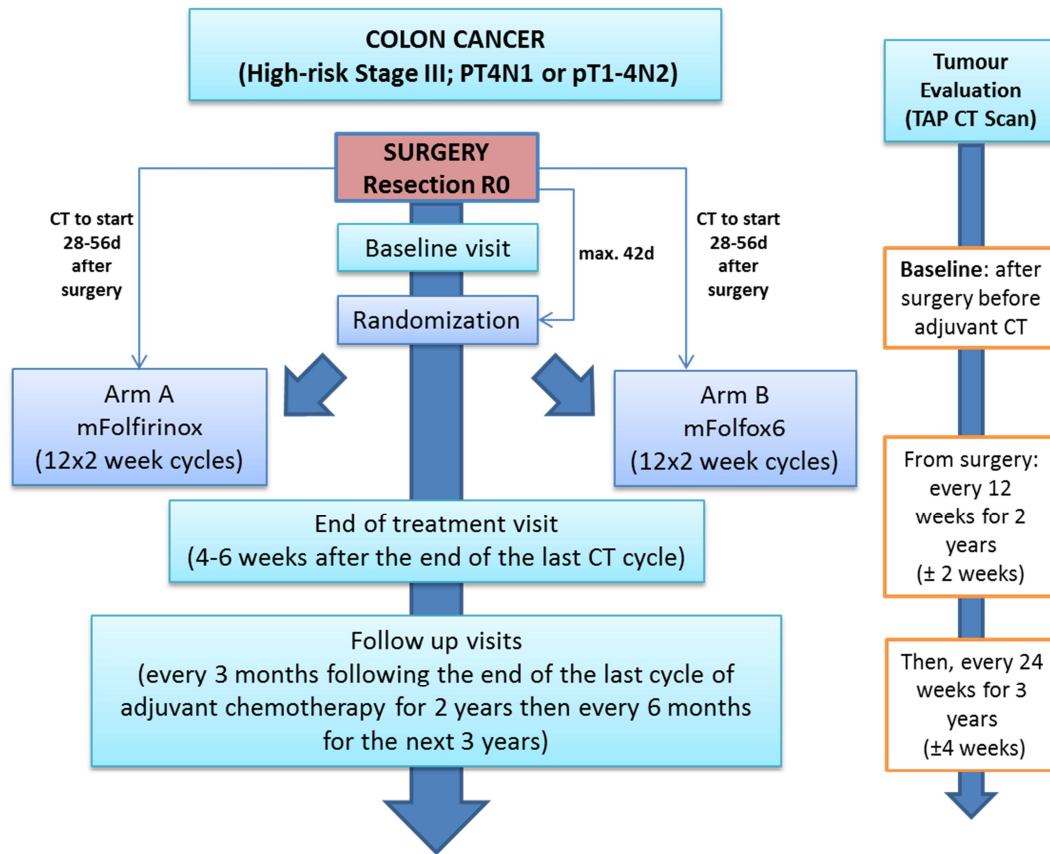 COLON CANCER
(High-risk Stage III; PT4N1 or pT1-4N2)
SURGERY
Resection R0
CT to start
28-56d
after
surgery
Baseline visit
max. 42d
CT to start
28-56d
after
surgery
Randomization
Arm A
mFolfirinox
(12x2 week cycles)
Arm B
mFolfox6
(12x2 week cycles)
End of treatment visit
(4-6 weeks after the end of the last CT cycle)
Follow up visits
(every 3 months following the end of the last cycle of
adjuvant chemotherapy for 2 years then every 6 months
for the next 3 years)
Tumour
Evaluation
(TAP CT Scan)
Baseline: after
surgery before
adjuvant CT
From surgery:
every 12
weeks for 2
years
(± 2 weeks)
Then, every 24
weeks for 3
years
(±4 weeks)